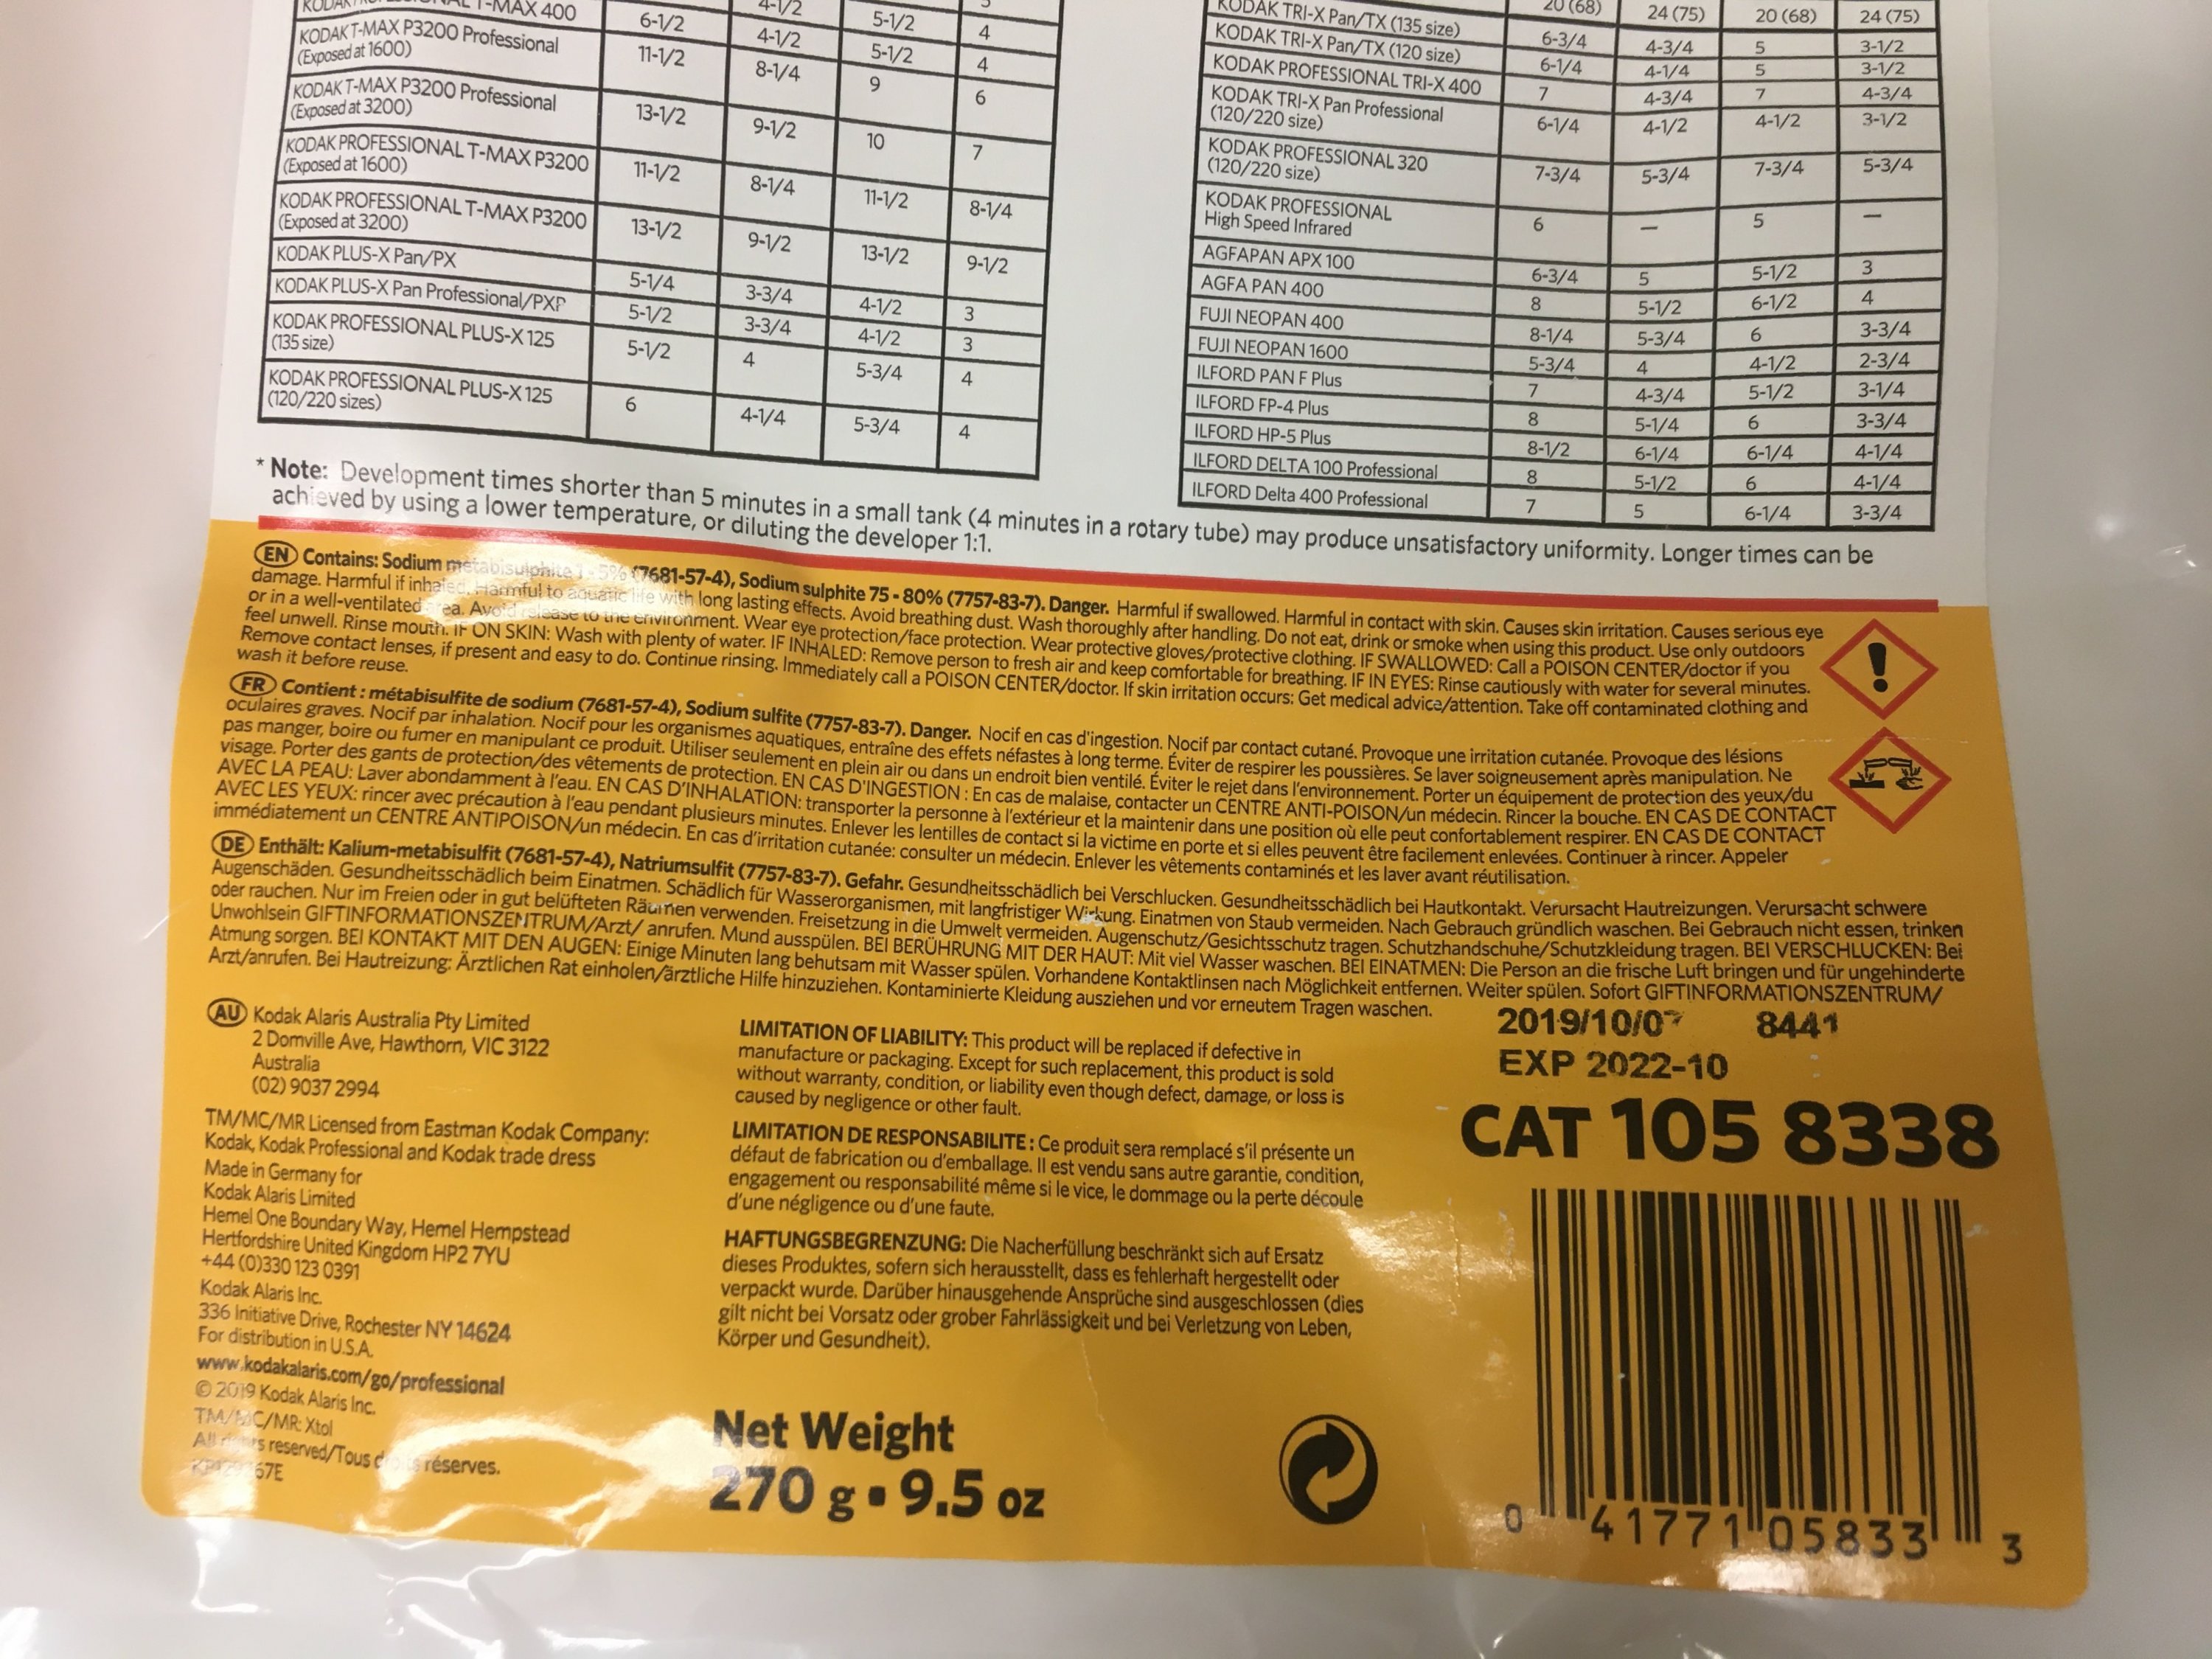 T-MAX 400 6-1/2 4-1/2 5-1/2 4
KODAK T-MAX P3200 Professional 11-1/2 8-1/4 9 6
(Exposed at 1600)
KODAK T-MAX P3200 Professional 13-1/2 9-1/2 10 7
(Exposed at 3200)
KODAK PROFESSIONAL T-MAX P3200 11-1/2 8-1/4 11-1/2 8-1/4
(Exposed at 1600)
KODAK PROFESSIONAL T-MAX P3200 13-1/2 9-1/2 13-1/2 9-1/2
(Exposed at 3200)
KODAK PLUS-X Pan/PX 5-1/4 3-3/4 4-1/2 3
KODAK PLUS-X Pan Professional/PXP 5-1/2 3-3/4 4-1/2 3
KODAK PROFESSIONAL PLUS-X 125 5-1/2 4 5-3/4 4
(135 size)
KODAK PROFESSIONAL PLUS-X 125 6 4-1/4 5-3/4 4
(120/220 sizes)
20 (68) 24 (75) 20 (68) 24 (75)
KODAK TRI-X Pan/TX (135 size) 6-3/4 4-3/4 5 3-1/2
KODAK TRI-X Pan/TX (120 size) 6-1/4 4-1/4 5 3-1/2
KODAK PROFESSIONAL TRI-X 400 7 4-3/4 7 4-3/4
KODAK TRI-X Pan Professional 6-1/4 4-1/2 4-1/2 3-1/2
(120/220 size)
KODAK PROFESSIONAL 320 7-3/4 5-3/4 7-3/4 5-3/4
(120/220 size)
KODAK PROFESSIONAL 6 — 5 —
High Speed Infrared
AGFAPAN APX 100 6-3/4 5 5-1/2 3
AGFA PAN 400 8 5-1/2 6-1/2 4
FUJI NEOPAN 400 8-1/4 5-3/4 6 3-3/4
FUJI NEOPAN 1600 5-3/4 4 4-1/2 2-3/4
ILFORD PAN F Plus 7 4-3/4 5-1/2 3-1/4
ILFORD FP-4 Plus 8 5-1/4 6 3-3/4
ILFORD HP-5 Plus 8-1/2 6-1/4 6-1/4 4-1/4
ILFORD DELTA 100 Professional 8 5-1/2 6 4-1/4
ILFORD Delta 400 Professional 7 5 6-1/4 3-3/4
* Note: Development times shorter than 5 minutes in a small tank (4 minutes in a rotary tube) may produce unsatisfactory uniformity. Longer times can be
achieved by using a lower temperature, or diluting the developer 1:1.
EN Contains: Sodium metabisulphite 1 - 5% (7681-57-4), Sodium sulphite 75 - 80% (7757-83-7). Danger. Harmful if swallowed. Harmful in contact with skin. Causes skin irritation. Causes serious eye
damage. Harmful if inhaled. Harmful to aquatic life with long lasting effects. Avoid breathing dust. Wash thoroughly after handling. Do not eat, drink or smoke when using this product. Use only outdoors
or in a well-ventilated area. Avoid release to the environment. Wear eye protection/face protection. Wear protective gloves/protective clothing. IF SWALLOWED: Call a POISON CENTER/doctor if you
feel unwell. Rinse mouth. IF ON SKIN: Wash with plenty of water. IF INHALED: Remove person to fresh air and keep comfortable for breathing. IF IN EYES: Rinse cautiously with water for several minutes.
Remove contact lenses, if present and easy to do. Continue rinsing. Immediately call a POISON CENTER/doctor. If skin irritation occurs: Get medical advice/attention. Take off contaminated clothing and
wash it before reuse.
FR Contient : métabisulfite de sodium (7681-57-4), Sodium sulfite (7757-83-7). Danger. Nocif en cas d'ingestion. Nocif par contact cutané. Provoque une irritation cutanée. Provoque des lésions
oculaires graves. Nocif par inhalation. Nocif pour les organismes aquatiques, entraîne des effets néfastes à long terme. Éviter de respirer les poussières. Se laver soigneusement après manipulation. Ne
pas manger, boire ou fumer en manipulant ce produit. Utiliser seulement en plein air ou dans un endroit bien ventilé. Éviter le rejet dans l'environnement. Porter un équipement de protection des yeux/du
visage. Porter des gants de protection/des vêtements de protection. EN CAS D'INGESTION : En cas de malaise, contacter un CENTRE ANTI-POISON/un médecin. Rincer la bouche. EN CAS DE CONTACT
AVEC LA PEAU: Laver abondamment à l'eau. EN CAS D'INHALATION: transporter la personne à l'extérieur et la maintenir dans une position où elle peut confortablement respirer. EN CAS DE CONTACT
AVEC LES YEUX: rincer avec précaution à l'eau pendant plusieurs minutes. Enlever les lentilles de contact si la victime en porte et si elles peuvent être facilement enlevées. Continuer à rincer. Appeler
immédiatement un CENTRE ANTIPOISON/un médecin. En cas d'irritation cutanée: consulter un médecin. Enlever les vêtements contaminés et les laver avant réutilisation.
DE Enthält: Kalium-metabisulfit (7681-57-4), Natriumsulfit (7757-83-7). Gefahr. Gesundheitsschädlich bei Verschlucken. Gesundheitsschädlich bei Hautkontakt. Verursacht Hautreizungen. Verursacht schwere
Augenschäden. Gesundheitsschädlich beim Einatmen. Schädlich für Wasserorganismen, mit langfristiger Wirkung. Einatmen von Staub vermeiden. Nach Gebrauch gründlich waschen. Bei Gebrauch nicht essen, trinken
oder rauchen. Nur im Freien oder in gut belüfteten Räumen verwenden. Freisetzung in die Umwelt vermeiden. Augenschutz/Gesichtsschutz tragen. Schutzhandschuhe/Schutzkleidung tragen. BEI VERSCHLUCKEN: Bei
Unwohlsein GIFTINFORMATIONSZENTRUM/Arzt/ anrufen. Mund ausspülen. BEI BERÜHRUNG MIT DER HAUT: Mit viel Wasser waschen. BEI EINATMEN: Die Person an die frische Luft bringen und für ungehinderte
Atmung sorgen. BEI KONTAKT MIT DEN AUGEN: Einige Minuten lang behutsam mit Wasser spülen. Vorhandene Kontaktlinsen nach Möglichkeit entfernen. Weiter spülen. Sofort GIFTINFORMATIONSZENTRUM/
Arzt/anrufen. Bei Hautreizung: Ärztlichen Rat einholen/ärztliche Hilfe hinzuziehen. Kontaminierte Kleidung ausziehen und vor erneutem Tragen waschen.
AU Kodak Alaris Australia Pty Limited
2 Domville Ave, Hawthorn, VIC 3122
Australia
(02) 9037 2994
TM/MC/MR Licensed from Eastman Kodak Company:
Kodak, Kodak Professional and Kodak trade dress
Made in Germany for
Kodak Alaris Limited
Hemel One Boundary Way, Hemel Hempstead
Hertfordshire United Kingdom HP2 7YU
+44 (0)330 123 0391
Kodak Alaris Inc.
336 Initiative Drive, Rochester NY 14624
For distribution in U.S.A.
www.kodakalaris.com/go/professional
© 2019 Kodak Alaris Inc.
TM/MC/MR: Xtol
All rights reserved/Tous droits réserves.
LIMITATION OF LIABILITY: This product will be replaced if defective in
manufacture or packaging. Except for such replacement, this product is sold
without warranty, condition, or liability even though defect, damage, or loss is
caused by negligence or other fault.
LIMITATION DE RESPONSABILITE : Ce produit sera remplacé s'il présente un
défaut de fabrication ou d'emballage. Il est vendu sans autre garantie, condition,
engagement ou responsabilité même si le vice, le dommage ou la perte découle
d'une négligence ou d'une faute.
HAFTUNGSBEGRENZUNG: Die Nacherfüllung beschränkt sich auf Ersatz
dieses Produktes, sofern sich herausstellt, dass es fehlerhaft hergestellt oder
verpackt wurde. Darüber hinausgehende Ansprüche sind ausgeschlossen (dies
gilt nicht bei Vorsatz oder grober Fahrlässigkeit und bei Verletzung von Leben,
Körper und Gesundheit).
Net Weight
270 g • 9.5 oz
2019/10/07 8441
EXP 2022-10
CAT 105 8338
0 41771 05833 3